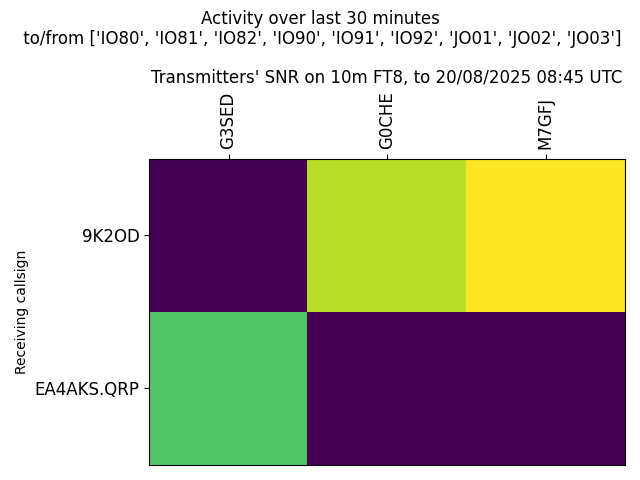 Activity over last 30 minutes
to/from ['IO80', 'IO81', 'IO82', 'IO90', 'IO91', 'IO92', 'JO01', 'JO02', 'JO03']
Transmitters' SNR on 10m FT8, to 20/08/2025 08:45 UTC
G3SED
G0CHE
M7GFJ
9K2OD
EA4AKS.QRP
Receiving callsign